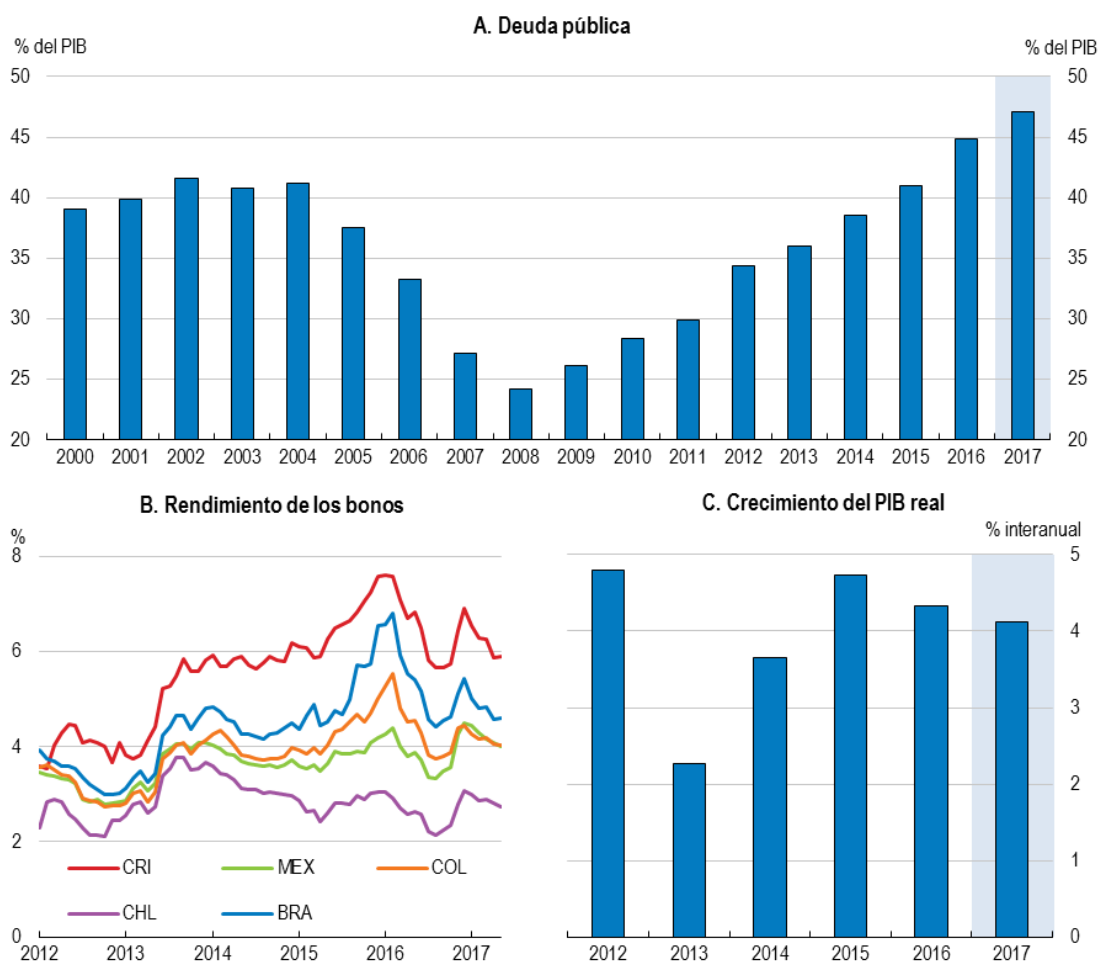 A. Deuda pública
% del PIB
% del PIB
50
50
45
45
40
40
35
35
30
30
25
25
20
20
2000 2001 2002 2003 2004 2005 2006 2007 2008 2009 2010 2011 2012 2013 2014 2015 2016 2017
B. Rendimiento de los bonos
%
8
6
4
2
0
CRI MEX COL
CHL BRA
2012 2013 2014 2015 2016 2017
C. Crecimiento del PIB real
% interanual
5
4
3
2
1
0
2012 2013 2014 2015 2016 2017